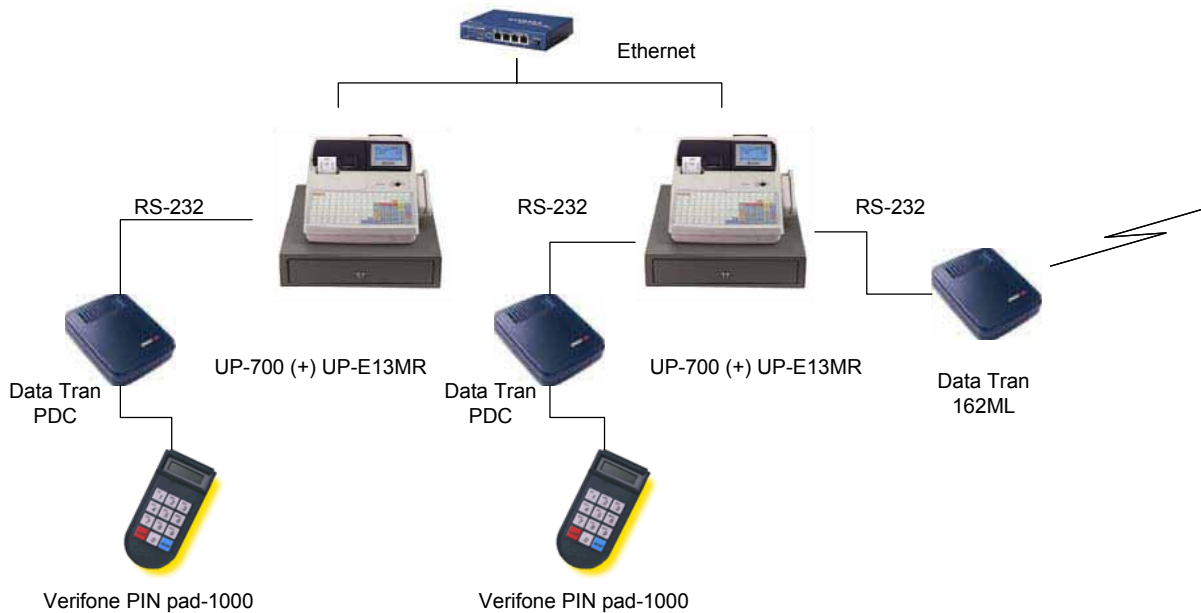 Ethernet
RS-232
RS-232
RS-232
UP-700 (+) UP-E13MR
UP-700 (+) UP-E13MR
Data Tran
PDC
Data Tran
PDC
Data Tran
162ML
Verifone PIN pad-1000
Verifone PIN pad-1000